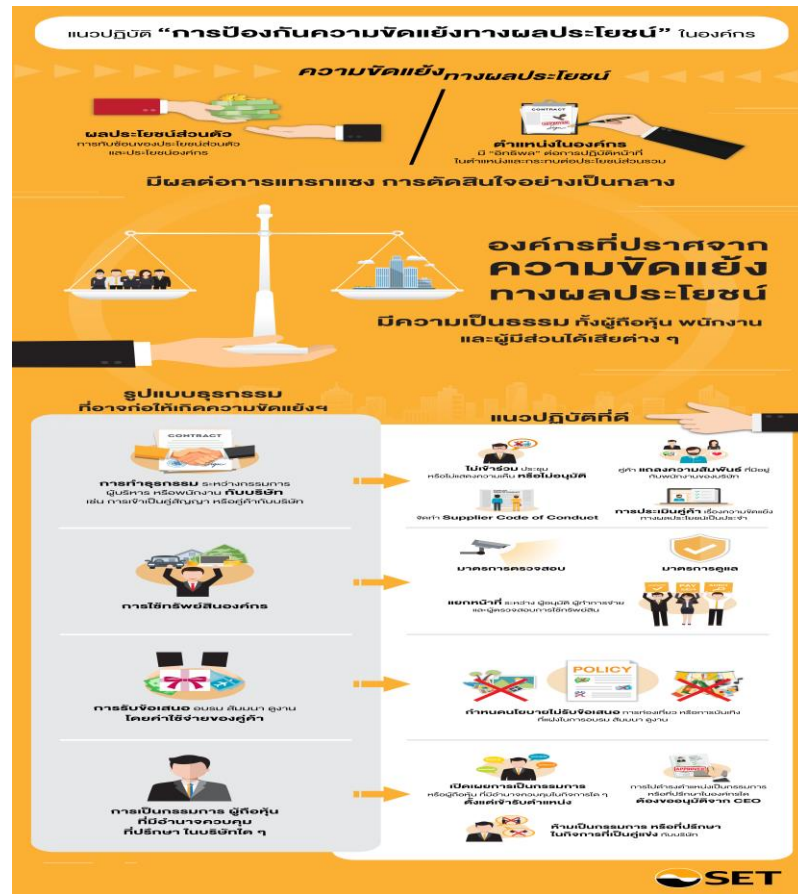 แนวปฏิบัติ “การป้องกันความขัดแย้งทางผลประโยชน์” ในองค์กร
ความขัดแย้งทางผลประโยชน์
ผลประโยชน์ส่วนตัว
การทับซ้อนของประโยชน์ส่วนตัว
และประโยชน์องค์กร
CONTRACT
ตำแหน่งในองค์กร
มี “อิทธิพล” ต่อการปฏิบัติหน้าที่
ในตำแหน่งและกระทบต่อประโยชน์ส่วนรวม
มีผลต่อการแทรกแซง การตัดสินใจอย่างเป็นกลาง
องค์กรที่ปราศจาก
ความขัดแย้ง
ทางผลประโยชน์
มีความเป็นธรรม ทั้งผู้ถือหุ้น พนักงาน
และผู้มีส่วนได้เสียต่าง ๆ
รูปแบบธุรกรรม
ที่อาจก่อให้เกิดความขัดแย้งฯ
CONTRACT
การทำธุรกรรม ระหว่างกรรมการ
ผู้บริหาร หรือพนักงาน กับบริษัท
เช่น การเข้าเป็นคู่สัญญา หรือคู่ค้ากับบริษัท
การใช้ทรัพย์สินองค์กร
การรับข้อเสนอ อบรม สัมมนา ดูงาน
โดยค่าใช้จ่ายของคู่ค้า
การเป็นกรรมการ ผู้ถือหุ้น
ที่มีอำนาจควบคุม
ที่ปรึกษา ในบริษัทใด ๆ
แนวปฏิบัติที่ดี
ไม่เข้าร่วม ประชุม
หรือไม่แสดงความเห็น หรือไม่อนุมัติ
คู่ค้า แถลงความสัมพันธ์ ที่มีอยู่
กับพนักงานของบริษัท
จัดทำ Supplier Code of Conduct
การประเมินคู่ค้า เรื่องความขัดแย้ง
ทางผลประโยชน์เป็นประจำ
มาตรการตรวจสอบ
มาตรการดูแล
แยกหน้าที่ ระหว่าง ผู้อนุมัติ ผู้ทำการจ่าย
และผู้ตรวจสอบการใช้ทรัพย์สิน
PAY
POLICY
กำหนดนโยบายไม่รับข้อเสนอ การท่องเที่ยว หรือการบันเทิง
ที่แฝงในการอบรม สัมมนา ดูงาน
เปิดเผยการเป็นกรรมการ
หรือผู้ถือหุ้น ที่มีอำนาจควบคุมในกิจการใด ๆ
ตั้งแต่เข้ารับตำแหน่ง
APPROVED
การไปดำรงตำแหน่งเป็นกรรมการ
หรือที่ปรึกษาในองค์กรใด
ต้องขออนุมัติจาก CEO
ห้ามเป็นกรรมการ หรือที่ปรึกษา
ในกิจการที่เป็นคู่แข่ง กับบริษัท
SET